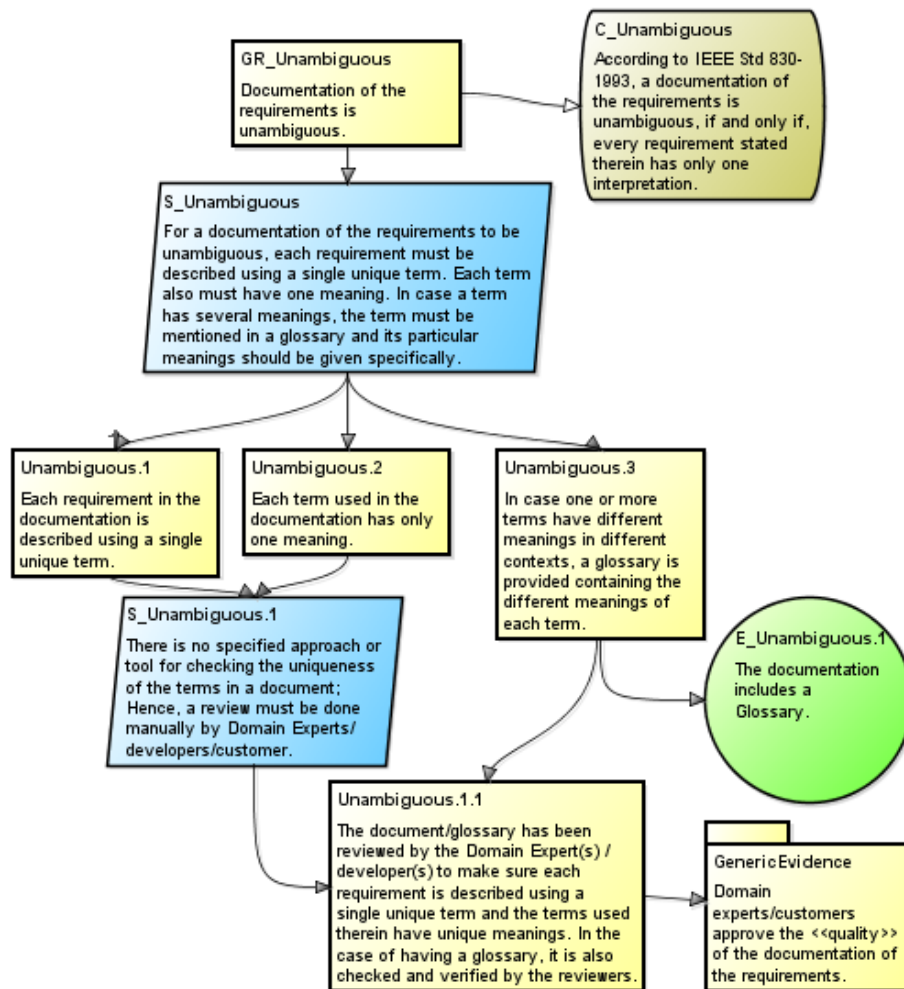 GR_Unambiguous
Documentation of the
requirements is
unambiguous.
C_Unambiguous
According to IEEE Std 830-
1993, a documentation of
the requirements is
unambiguous, if and only if,
every requirement stated
therein has only one
interpretation.
S_Unambiguous
For a documentation of the requirements to be
unambiguous, each requirement must be
described using a single unique term. Each term
also must have one meaning. In case a term
has several meanings, the term must be
mentioned in a glossary and its particular
meanings should be given specifically.
Unambiguous.1
Each requirement in the
documentation is
described using a single
unique term.
Unambiguous.2
Each term used in the
documentation has only
one meaning.
Unambiguous.3
In case one or more
terms have different
meanings in different
contexts, a glossary is
provided containing the
different meanings of
each term.
S_Unambiguous.1
There is no specified approach or
tool for checking the uniqueness
of the terms in a document;
Hence, a review must be done
manually by Domain Experts/
developers/customer.
E_Unambiguous.1
The documentation
includes a
Glossary.
Unambiguous.1.1
The document/glossary has been
reviewed by the Domain Expert(s) /
developer(s) to make sure each
requirement is described using a
single unique term and the terms used
therein have unique meanings. In the
case of having a glossary, it is also
checked and verified by the reviewers.
GenericEvidence
Domain
experts/customers
approve the <<quality>>
of the documentation of
the requirements.